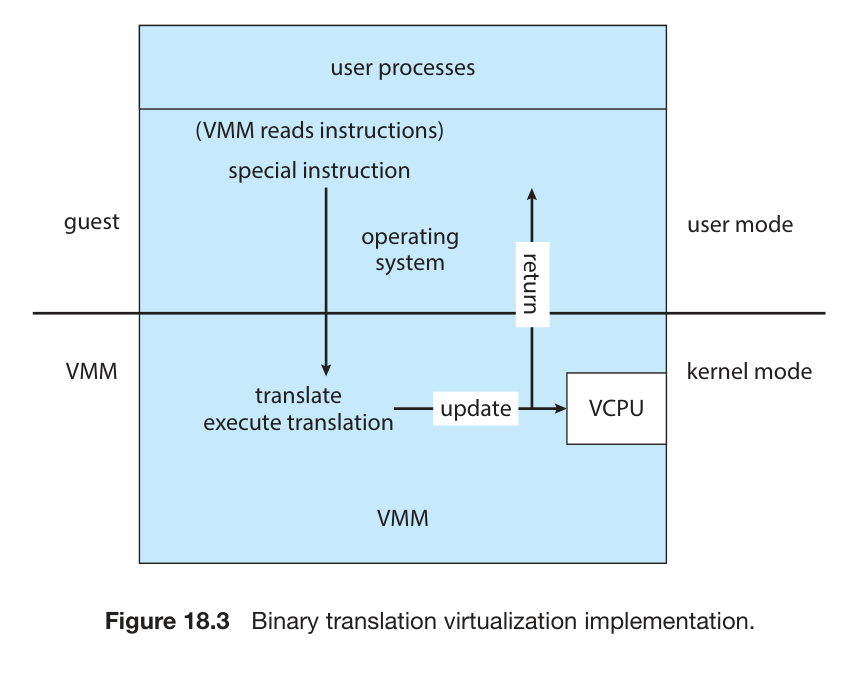 user processes
(VMM reads instructions)
special instruction
guest
operating
system
return
user mode
VMM
kernel mode
translate
execute translation
update
VCPU
VMM
Figure 18.3 Binary translation virtualization implementation.